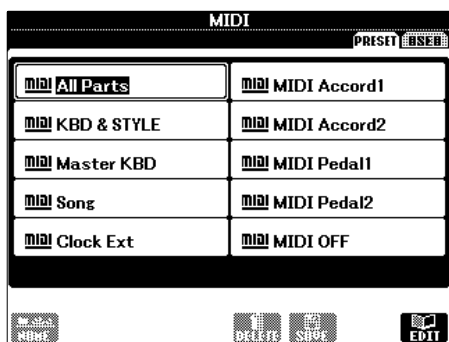 MIDI
PRESET USER
MIDI All Parts
MIDI KBD & STYLE
MIDI Master KBD
MIDI Song
MIDI Clock Ext
MIDI MIDI Accord1
MIDI MIDI Accord2
MIDI MIDI Pedal1
MIDI MIDI Pedal2
MIDI MIDI OFF
NAME DELETE SAVE EDIT